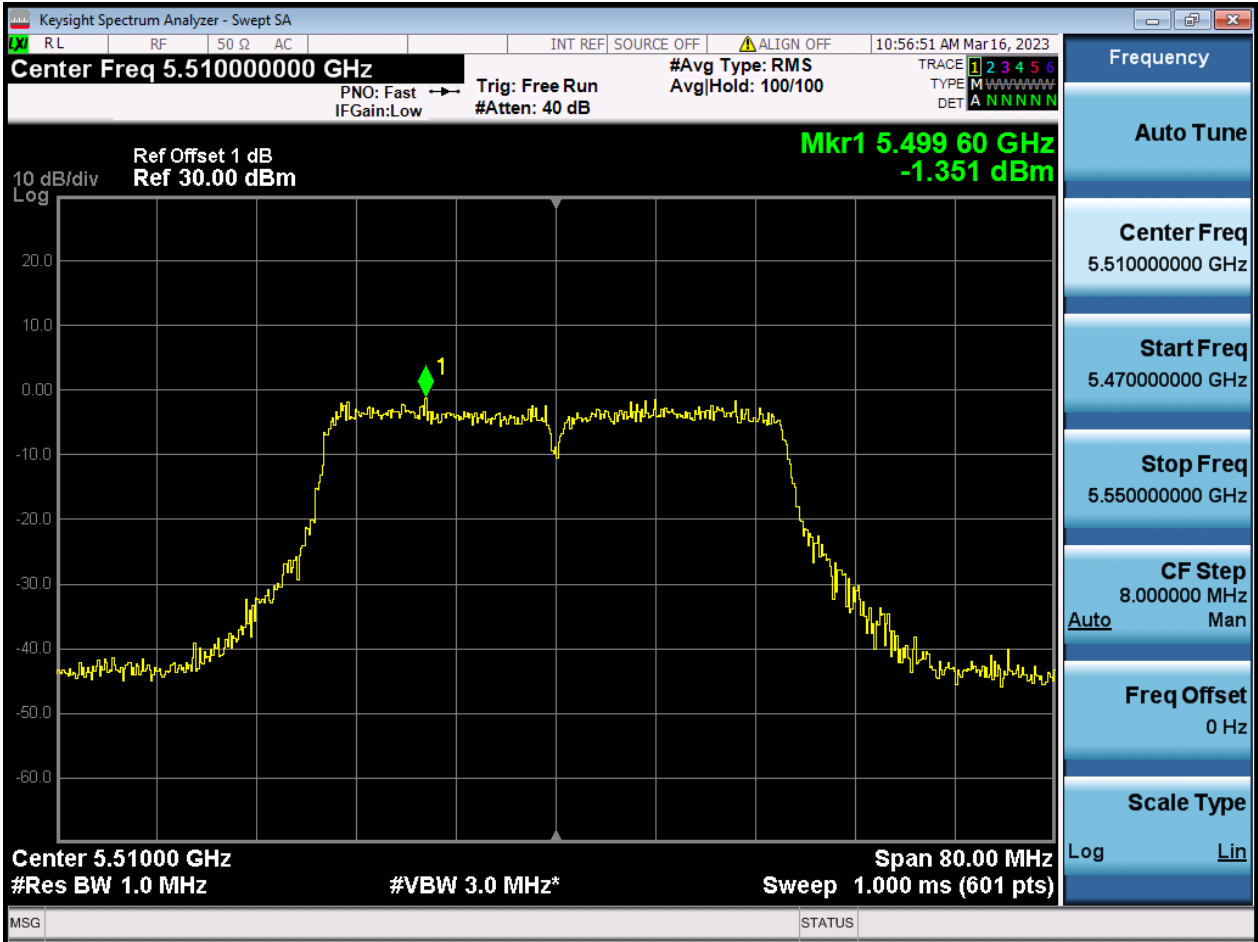 Keysight Spectrum Analyzer - Swept SA
LXI RL RF 50 Ω AC INT REF SOURCE OFF ALIGN OFF 10:56:51 AM Mar 16, 2023
Center Freq 5.510000000 GHz
PNO: Fast
IFGain:Low
Trig: Free Run
#Atten: 40 dB
#Avg Type: RMS
Avg|Hold: 100/100
TRACE 1 2 3 4 5 6
TYPE M WWWWW
DET A N N N N N
Mkr1 5.499 60 GHz
-1.351 dBm
Ref Offset 1 dB
10 dB/div Ref 30.00 dBm
Log
20.0
10.0
0.00
-10.0
-20.0
-30.0
-40.0
-50.0
-60.0
1
Center 5.51000 GHz Span 80.00 MHz
#Res BW 1.0 MHz #VBW 3.0 MHz* Sweep 1.000 ms (601 pts)
MSG STATUS
Frequency
Auto Tune
Center Freq
5.510000000 GHz
Start Freq
5.470000000 GHz
Stop Freq
5.550000000 GHz
CF Step
8.000000 MHz
Auto Man
Freq Offset
0 Hz
Scale Type
Log Lin